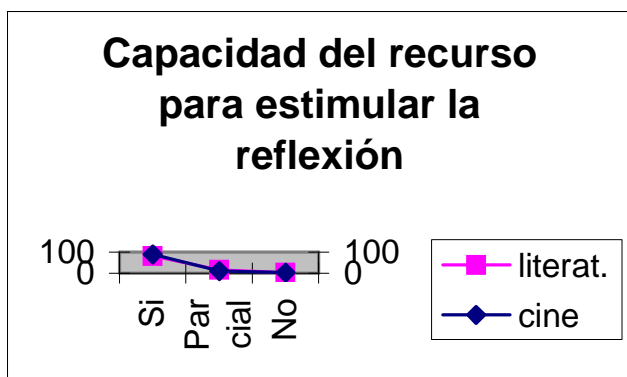 Capacidad del recurso
para estimular la
reflexión
100
0
100
0
Si
Par
cial
No
literat.
cine